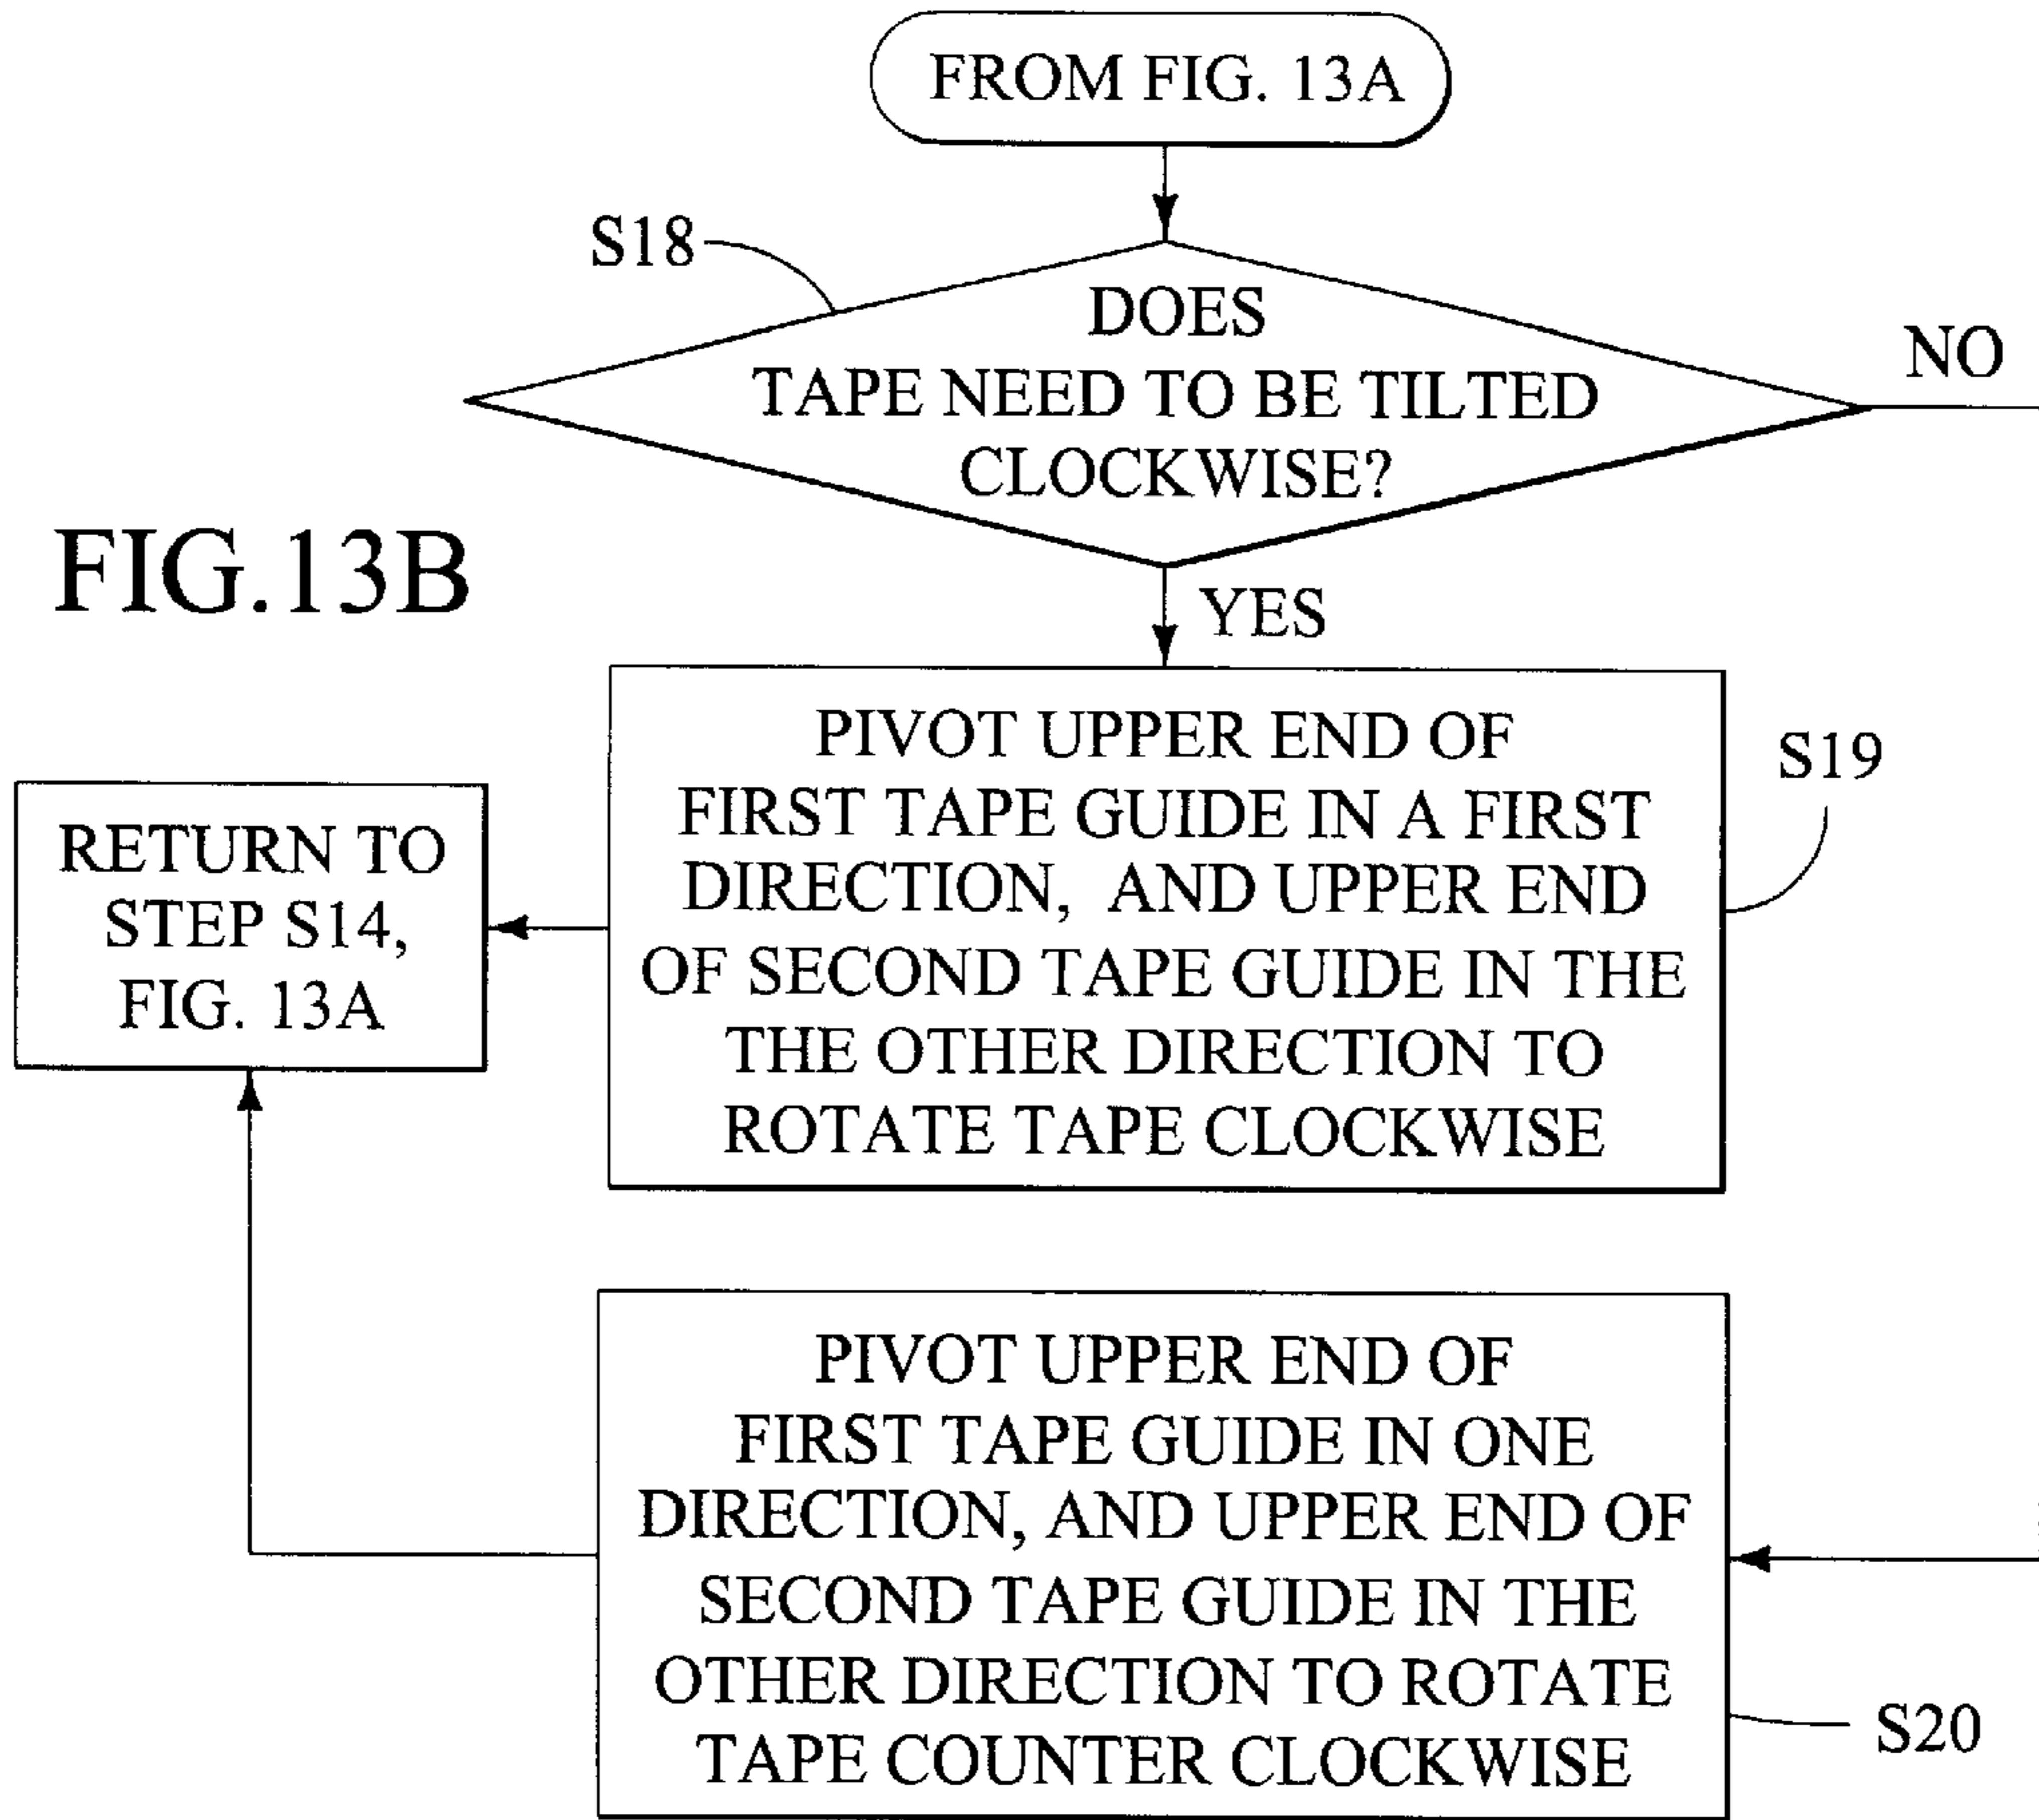 FROM FIG. 13A
S18
DOES
TAPE NEED TO BE TILTED
CLOCKWISE?
NO
FIG.13B
YES
PIVOT UPPER END OF
FIRST TAPE GUIDE IN A FIRST
DIRECTION, AND UPPER END
OF SECOND TAPE GUIDE IN THE
THE OTHER DIRECTION TO
ROTATE TAPE CLOCKWISE
S19
RETURN TO
STEP S14,
FIG. 13A
PIVOT UPPER END OF
FIRST TAPE GUIDE IN ONE
DIRECTION, AND UPPER END OF
SECOND TAPE GUIDE IN THE
OTHER DIRECTION TO ROTATE
TAPE COUNTER CLOCKWISE
S20